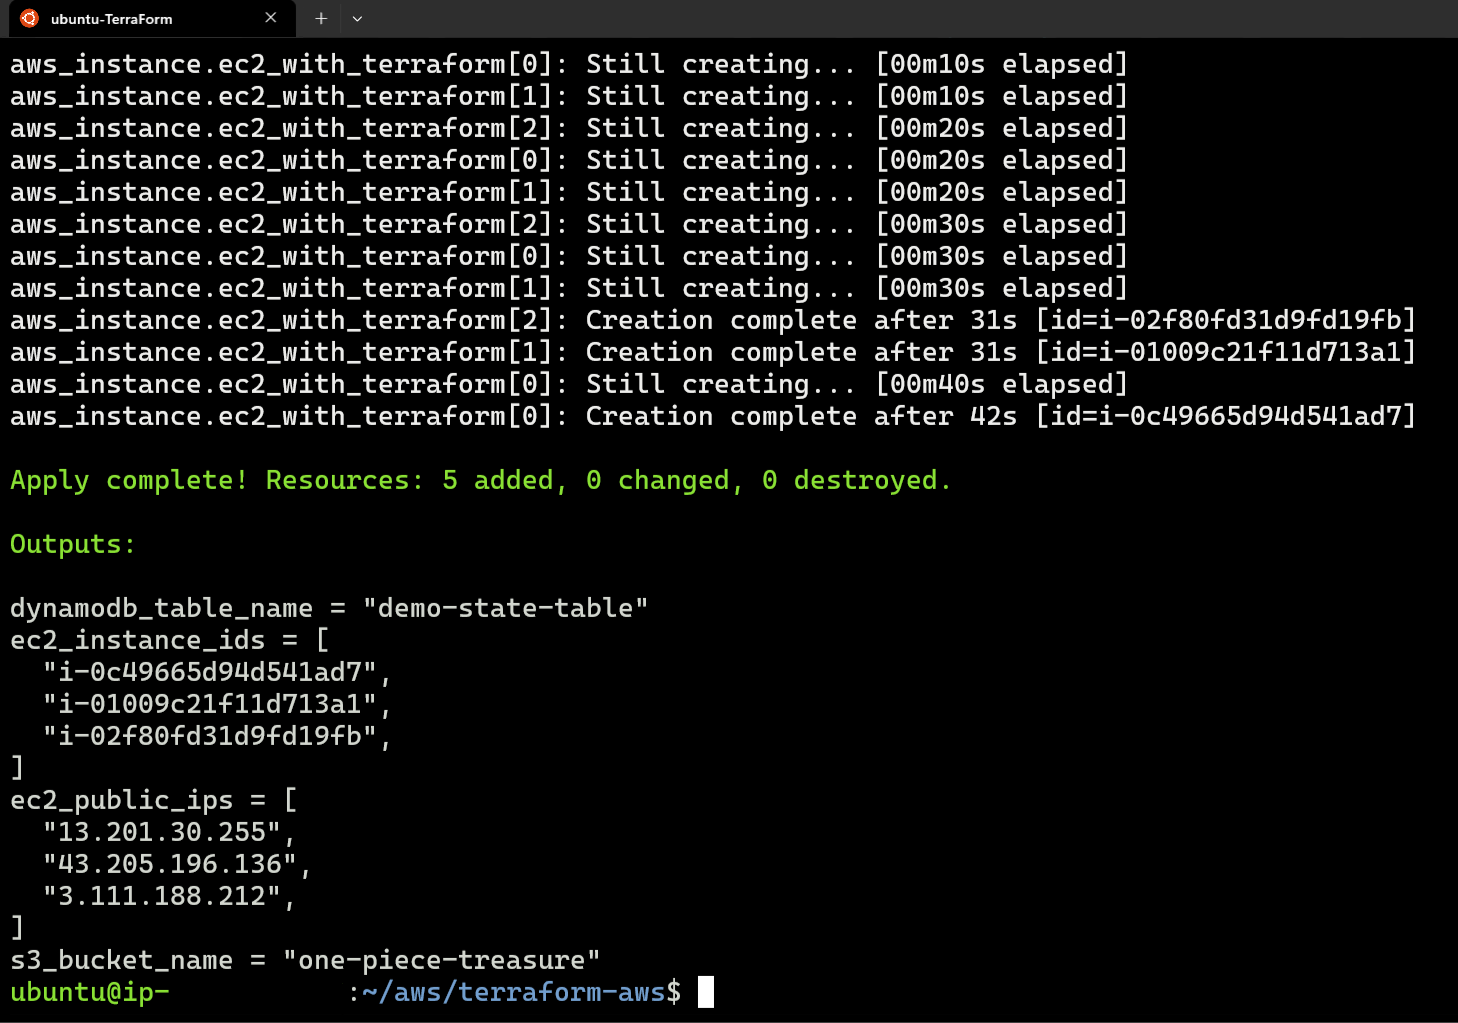 ubuntu-TerraForm
aws_instance.ec2_with_terraform[0]: Still creating... [00m10s elapsed]
aws_instance.ec2_with_terraform[1]: Still creating... [00m10s elapsed]
aws_instance.ec2_with_terraform[2]: Still creating... [00m20s elapsed]
aws_instance.ec2_with_terraform[0]: Still creating... [00m20s elapsed]
aws_instance.ec2_with_terraform[1]: Still creating... [00m20s elapsed]
aws_instance.ec2_with_terraform[2]: Still creating... [00m30s elapsed]
aws_instance.ec2_with_terraform[0]: Still creating... [00m30s elapsed]
aws_instance.ec2_with_terraform[1]: Still creating... [00m30s elapsed]
aws_instance.ec2_with_terraform[2]: Creation complete after 31s [id=i-02f80fd31d9fd19fb]
aws_instance.ec2_with_terraform[1]: Creation complete after 31s [id=i-01009c21f11d713a1]
aws_instance.ec2_with_terraform[0]: Still creating... [00m40s elapsed]
aws_instance.ec2_with_terraform[0]: Creation complete after 42s [id=i-0c49665d94d541ad7]
Apply complete! Resources: 5 added, 0 changed, 0 destroyed.
Outputs:
dynamodb_table_name = "demo-state-table"
ec2_instance_ids = [
  "i-0c49665d94d541ad7",
  "i-01009c21f11d713a1",
  "i-02f80fd31d9fd19fb",
]
ec2_public_ips = [
  "13.201.30.255",
  "43.205.196.136",
  "3.111.188.212",
]
s3_bucket_name = "one-piece-treasure"
ubuntu@ip-           :~/aws/terraform-aws$